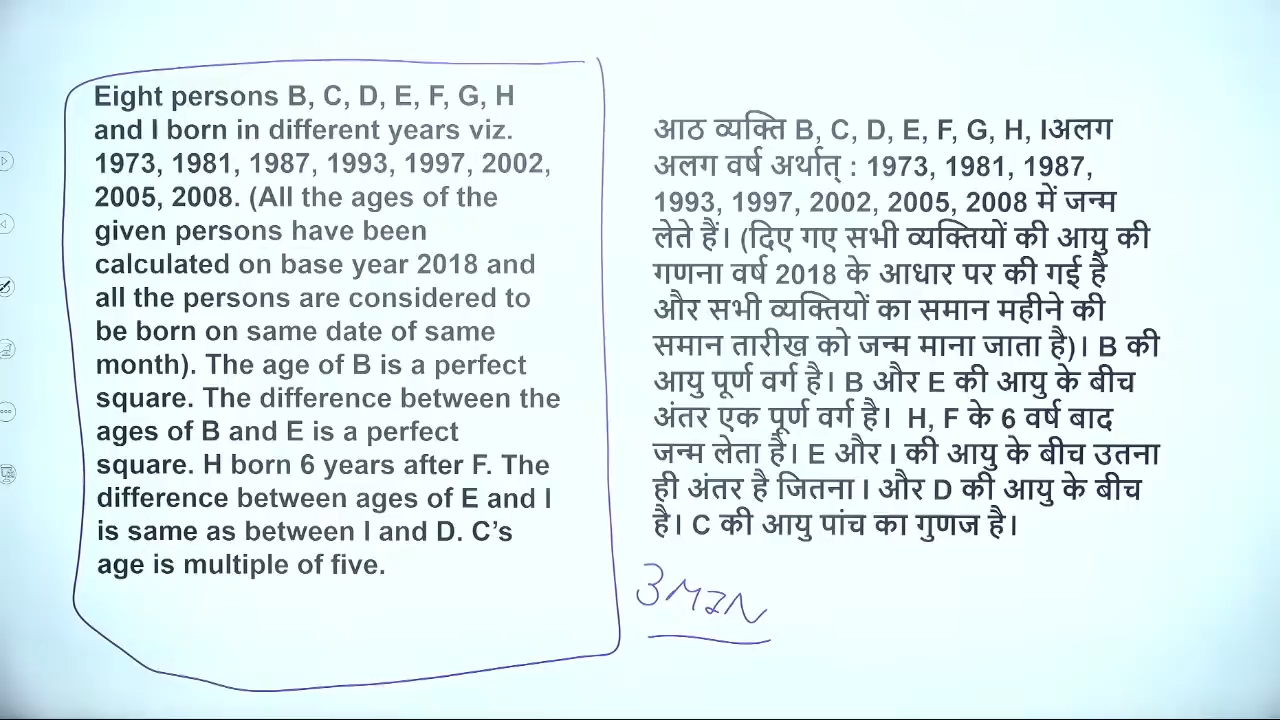 Eight persons B, C, D, E, F, G, H
and I born in different years viz.
1973, 1981, 1987, 1993, 1997, 2002,
2005, 2008. (All the ages of the
given persons have been
calculated on base year 2018 and
all the persons are considered to
be born on same date of same
month). The age of B is a perfect
square. The difference between the
ages of B and E is a perfect
square. H born 6 years after F. The
difference between ages of E and I
is same as between I and D. C’s
age is multiple of five.
आठ व्यक्ति B, C, D, E, F, G, H, Iअलग
अलग वर्ष अर्थात् : 1973, 1981, 1987,
1993, 1997, 2002, 2005, 2008 में जन्म
लेते हैं। (दिए गए सभी व्यक्तियों की आयु की
गणना वर्ष 2018 के आधार पर की गई है
और सभी व्यक्तियों का समान महीने की
समान तारीख को जन्म माना जाता है)। B की
आयु पूर्ण वर्ग है। B और E की आयु के बीच
अंतर एक पूर्ण वर्ग है। H, F के 6 वर्ष बाद
जन्म लेता है। E और I की आयु के बीच उतना
ही अंतर है जितना I और D की आयु के बीच
है। C की आयु पांच का गुणज है।
3 MIN